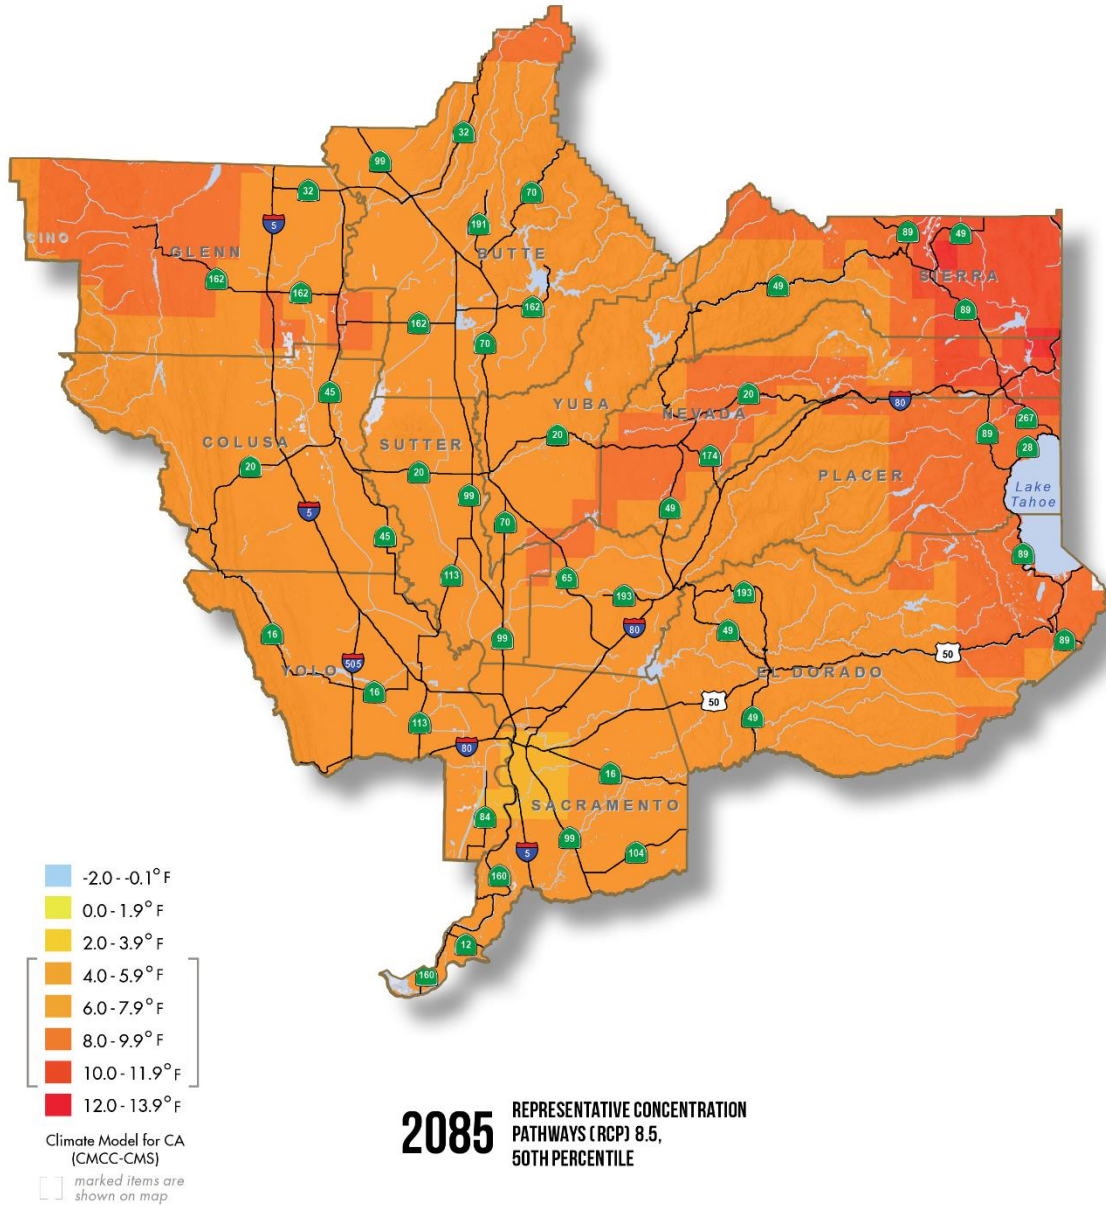 32
99
32
70
191
5
CINO
GLENN
BUTTE
89
49
SIERRA
162
162
49
162
162
89
70
45
20
80
YUBA
NEVADA
267
20
89
COLUSA
SUTTER
28
20
20
174
PLACER
Lake
Tahoe
99
5
49
70
45
89
113
65
193
193
16
99
80
49
89
YOLO
505
50
EL DORADO
16
50
113
49
80
16
SACRAMENTO
84
99
5
104
160
12
160
-2.0 - -0.1° F
0.0 - 1.9° F
2.0 - 3.9° F
4.0 - 5.9° F
6.0 - 7.9° F
8.0 - 9.9° F
10.0 - 11.9° F
12.0 - 13.9° F
Climate Model for CA
(CMCC-CMS)
marked items are
shown on map
2085
REPRESENTATIVE CONCENTRATION
PATHWAYS (RCP) 8.5,
50TH PERCENTILE